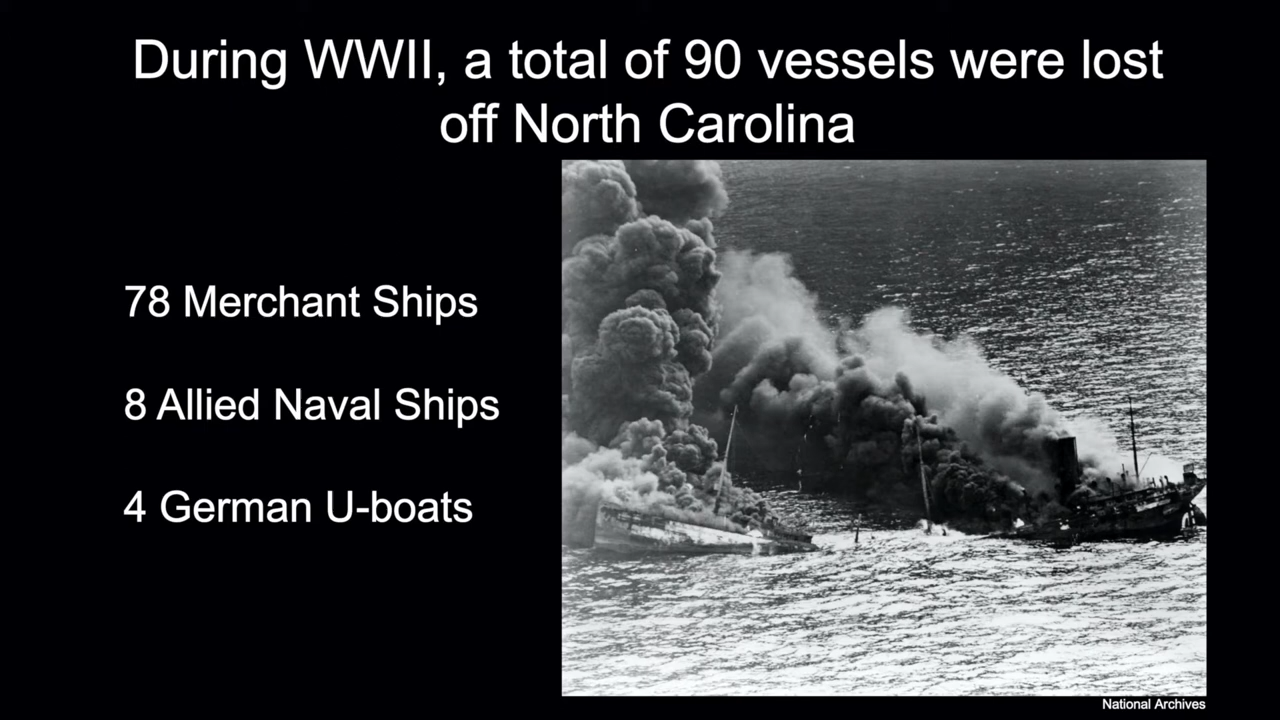 During WWII, a total of 90 vessels were lost
off North Carolina
78 Merchant Ships
8 Allied Naval Ships
4 German U-boats
National Archives